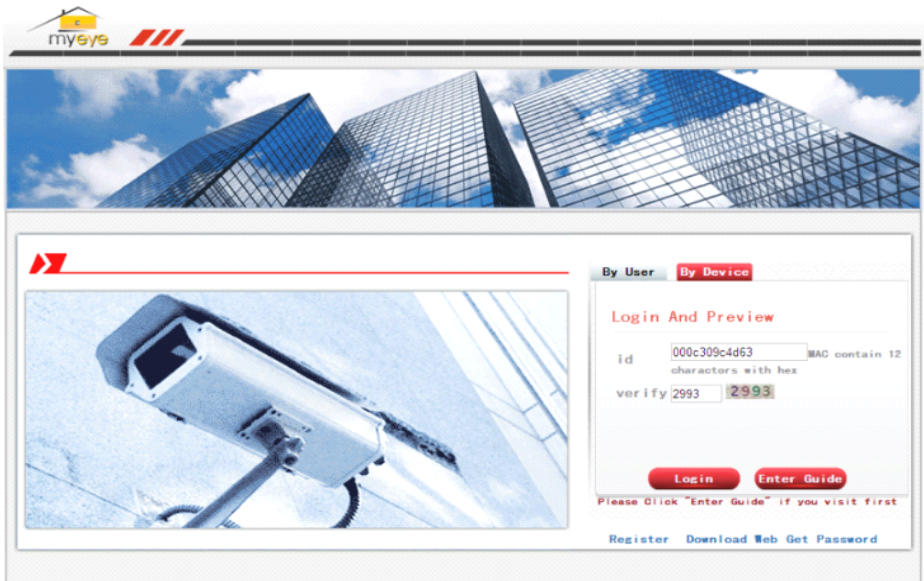 myeye
By User By Device
Login And Preview
id 000c309c4d63 MAC contain 12
charactors with hex
verify 2993 2993
Login Enter Guide
Please Click "Enter Guide" if you visit first
Register Download Web Get Password